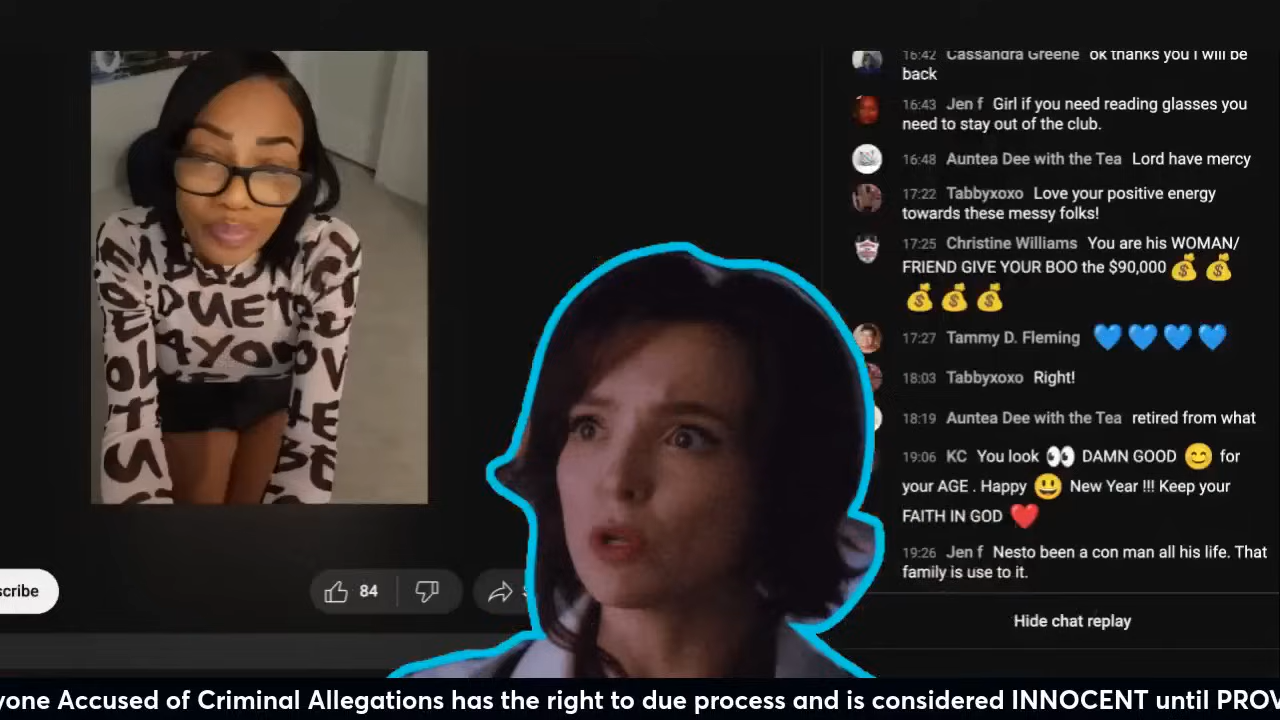 16:42 Cassandra Greene ok thanks you I will be
back
16:43 Jen f Girl if you need reading glasses you
need to stay out of the club.
16:48 Auntea Dee with the Tea Lord have mercy
17:22 Tabbyxoxo Love your positive energy
towards these messy folks!
17:25 Christine Williams You are his WOMAN/
FRIEND GIVE YOUR BOO the $90,000
17:27 Tammy D. Fleming
18:03 Tabbyxoxo Right!
18:19 Auntea Dee with the Tea retired from what
19:06 KC You look DAMN GOOD for
your AGE . Happy New Year !!! Keep your
FAITH IN GOD
19:26 Jen f Nesto been a con man all his life. That
family is use to it.
Hide chat replay
DUE
AYO
scribe
84
yone Accused of Criminal Allegations has the right to due process and is considered INNOCENT until PROV